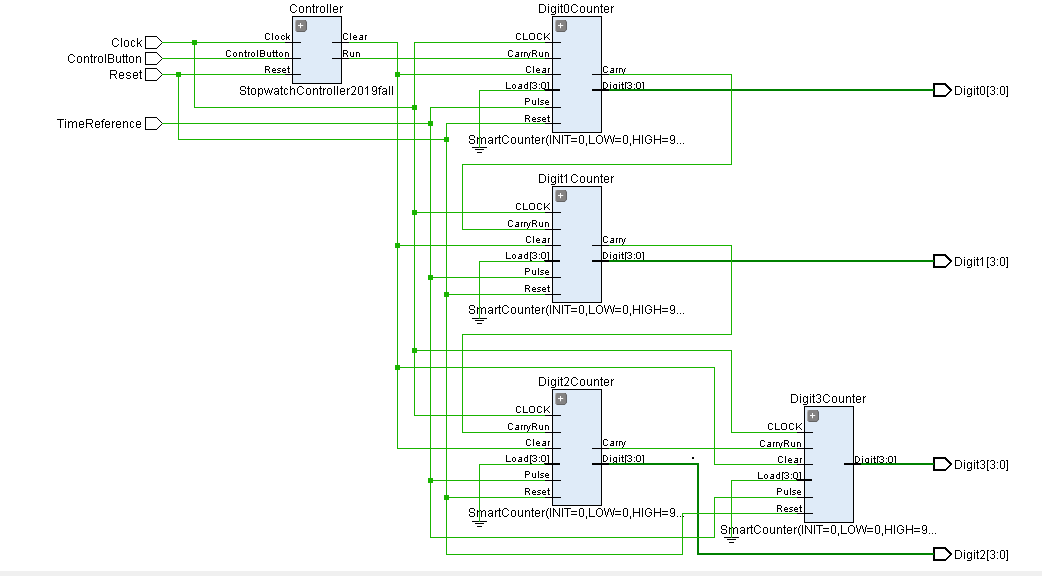 Controller
Clock
ControlButton
Reset
TimeReference
Clock
ControlButton
Reset
Clear
Run
StopwatchController2019fall
Digit0Counter
CLOCK
CarryRun
Clear
Load[3:0]
Pulse
Reset
Carry
Digit[3:0]
SmartCounter(INIT=0,LOW=0,HIGH=9...
Digit0[3:0]
Digit1Counter
CLOCK
CarryRun
Clear
Load[3:0]
Pulse
Reset
Carry
Digit[3:0]
SmartCounter(INIT=0,LOW=0,HIGH=9...
Digit1[3:0]
Digit2Counter
CLOCK
CarryRun
Clear
Load[3:0]
Pulse
Reset
Carry
Digit[3:0]
SmartCounter(INIT=0,LOW=0,HIGH=9...
Digit3Counter
CLOCK
CarryRun
Clear
Load[3:0]
Pulse
Reset
Digit[3:0]
SmartCounter(INIT=0,LOW=0,HIGH=9...
Digit3[3:0]
Digit2[3:0]